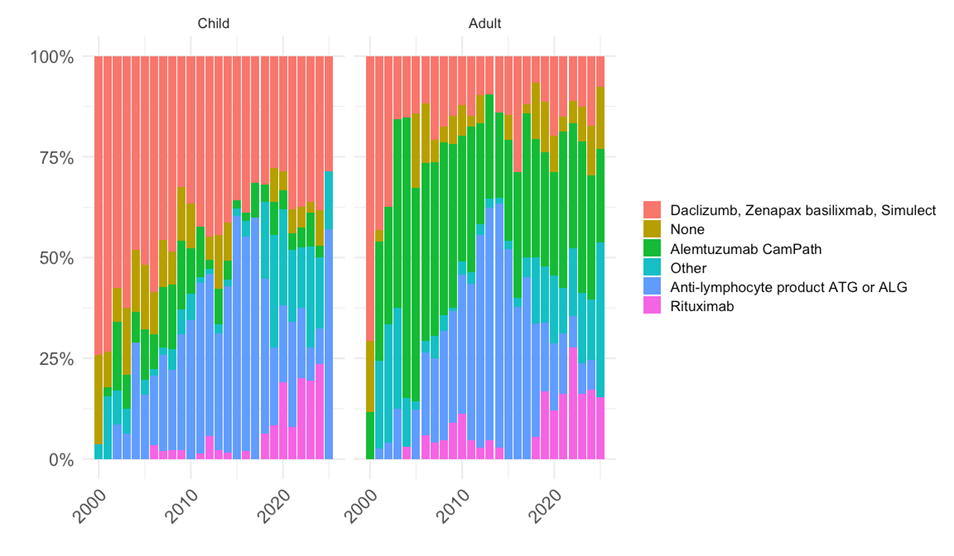 Child
Adult
100%
75%
50%
25%
0%
2000
2010
2020
2000
2010
2020
Daclizumb, Zenapax basilixmab, Simulect
None
Alemtuzumab CamPath
Other
Anti-lymphocyte product ATG or ALG
Rituximab